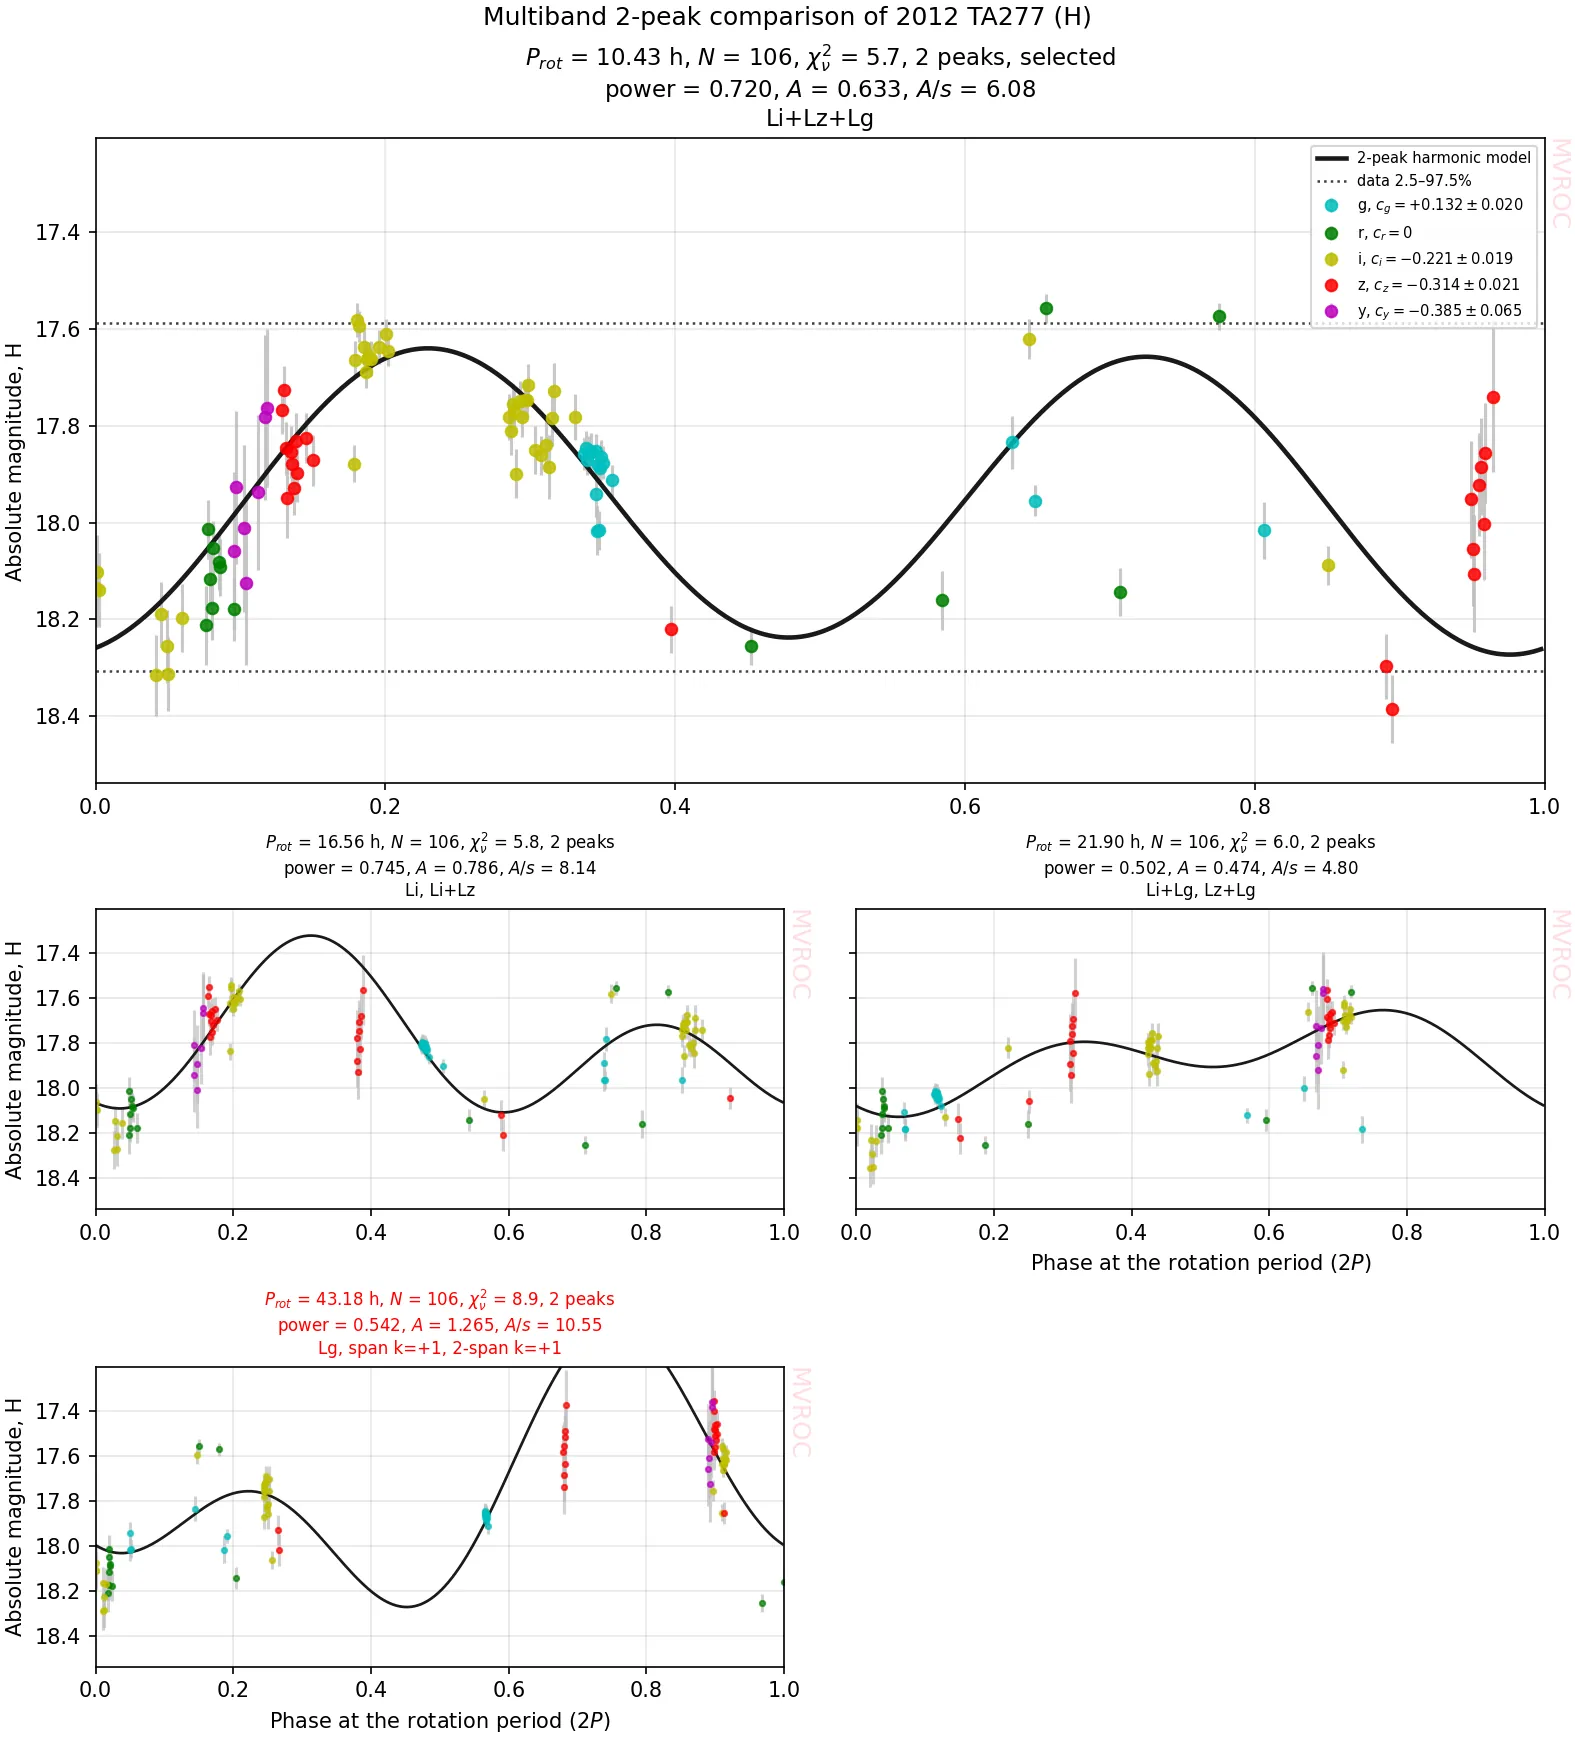 Multiband 2-peak comparison of 2012 TA277 (H)
P_rot = 10.43 h, N = 106, χ²_ν = 5.7, 2 peaks, selected
power = 0.720, A = 0.633, A/s = 6.08
Li+Lz+Lg
2-peak harmonic model
data 2.5–97.5%
g, c_g = +0.132 ± 0.020
r, c_r = 0
i, c_i = −0.221 ± 0.019
z, c_z = −0.314 ± 0.021
y, c_y = −0.385 ± 0.065
MVROC
Absolute magnitude, H
17.4
17.6
17.8
18.0
18.2
18.4
0.0 0.2 0.4 0.6 0.8 1.0
P_rot = 16.56 h, N = 106, χ²_ν = 5.8, 2 peaks
power = 0.745, A = 0.786, A/s = 8.14
Li, Li+Lz
MVROC
Absolute magnitude, H
17.4
17.6
17.8
18.0
18.2
18.4
0.0 0.2 0.4 0.6 0.8 1.0
P_rot = 21.90 h, N = 106, χ²_ν = 6.0, 2 peaks
power = 0.502, A = 0.474, A/s = 4.80
Li+Lg, Lz+Lg
MVROC
0.0 0.2 0.4 0.6 0.8 1.0
Phase at the rotation period (2P)
P_rot = 43.18 h, N = 106, χ²_ν = 8.9, 2 peaks
power = 0.542, A = 1.265, A/s = 10.55
Lg, span k=+1, 2-span k=+1
MVROC
Absolute magnitude, H
17.4
17.6
17.8
18.0
18.2
18.4
0.0 0.2 0.4 0.6 0.8 1.0
Phase at the rotation period (2P)